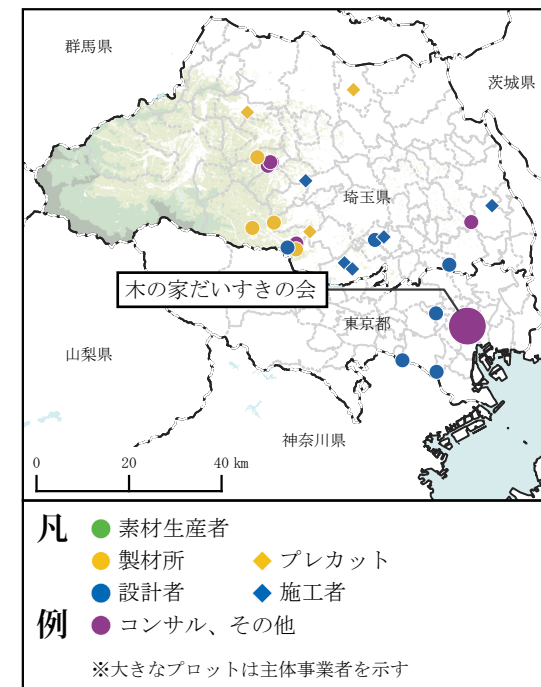 群馬県
茨城県
埼玉県
木の家だいすきの会
東京都
山梨県
神奈川県
0 20 40 km
凡例
素材生産者
製材所 プレカット
設計者 施工者
コンサル、その他
※大きなプロットは主体事業者を示す